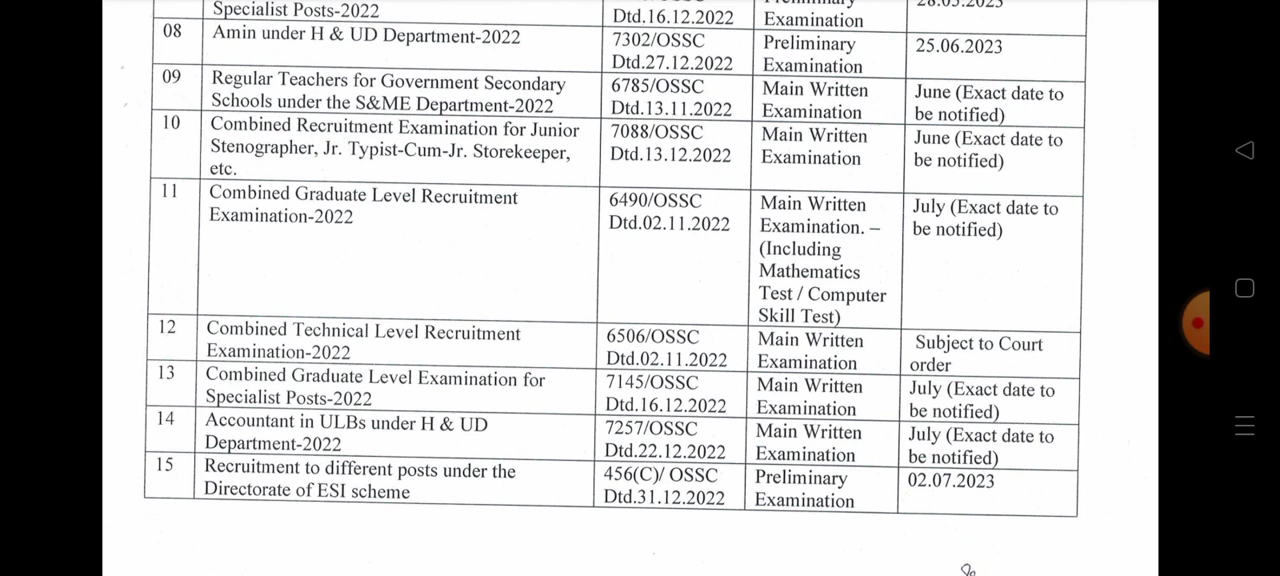 Specialist Posts-2022
Dtd.16.12.2022
Examination
08
Amin under H & UD Department-2022
7302/OSSC
Dtd.27.12.2022
Preliminary
Examination
25.06.2023
09
Regular Teachers for Government Secondary
Schools under the S&ME Department-2022
6785/OSSC
Dtd.13.11.2022
Main Written
Examination
June (Exact date to
be notified)
10
Combined Recruitment Examination for Junior
Stenographer, Jr. Typist-Cum-Jr. Storekeeper,
etc.
7088/OSSC
Dtd.13.12.2022
Main Written
Examination
June (Exact date to
be notified)
11
Combined Graduate Level Recruitment
Examination-2022
6490/OSSC
Dtd.02.11.2022
Main Written
Examination. –
(Including
Mathematics
Test / Computer
Skill Test)
July (Exact date to
be notified)
12
Combined Technical Level Recruitment
Examination-2022
6506/OSSC
Dtd.02.11.2022
Main Written
Examination
Subject to Court
order
13
Combined Graduate Level Examination for
Specialist Posts-2022
7145/OSSC
Dtd.16.12.2022
Main Written
Examination
July (Exact date to
be notified)
14
Accountant in ULBs under H & UD
Department-2022
7257/OSSC
Dtd.22.12.2022
Main Written
Examination
July (Exact date to
be notified)
15
Recruitment to different posts under the
Directorate of ESI scheme
456(C)/ OSSC
Dtd.31.12.2022
Preliminary
Examination
02.07.2023